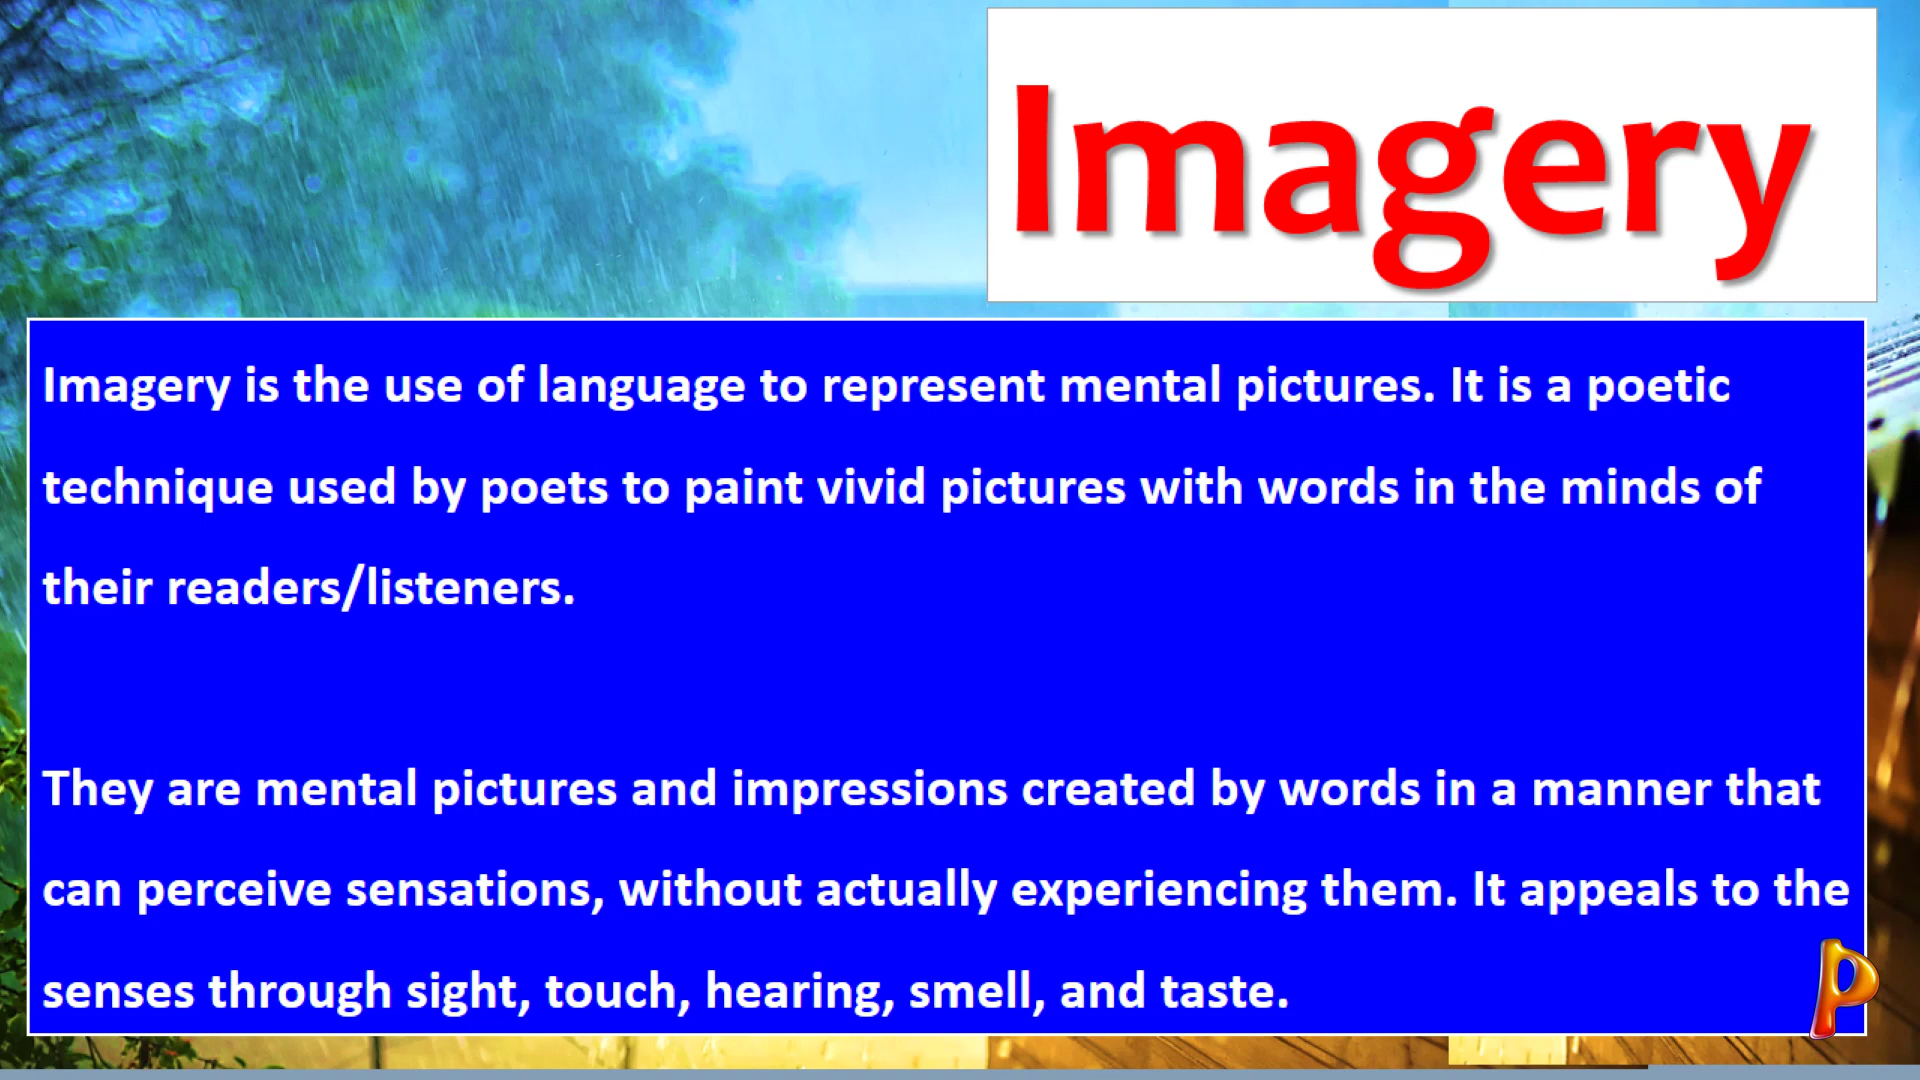 Imagery
Imagery is the use of language to represent mental pictures. It is a poetic
technique used by poets to paint vivid pictures with words in the minds of
their readers/listeners.
They are mental pictures and impressions created by words in a manner that
can perceive sensations, without actually experiencing them. It appeals to the
senses through sight, touch, hearing, smell, and taste.
P